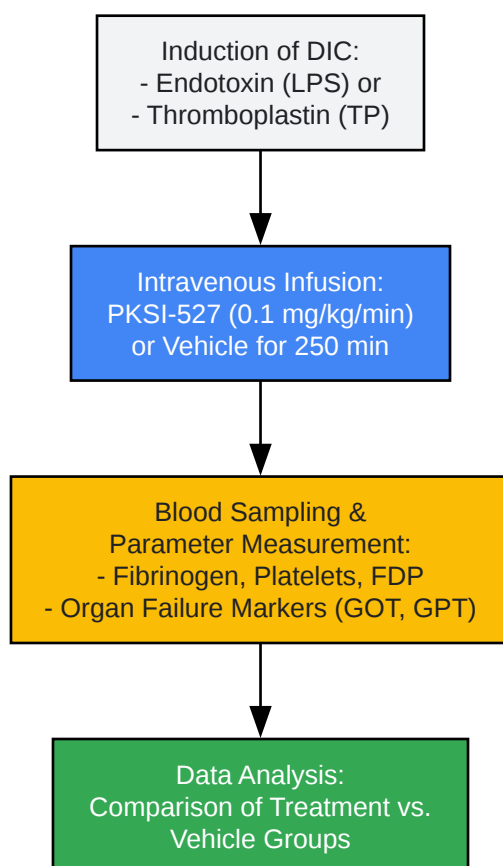 Induction of DIC:
- Endotoxin (LPS) or
- Thromboplastin (TP)
Intravenous Infusion:
PKSI-527 (0.1 mg/kg/min)
or Vehicle for 250 min
Blood Sampling &
Parameter Measurement:
- Fibrinogen, Platelets, FDP
- Organ Failure Markers (GOT, GPT)
Data Analysis:
Comparison of Treatment vs.
Vehicle Groups